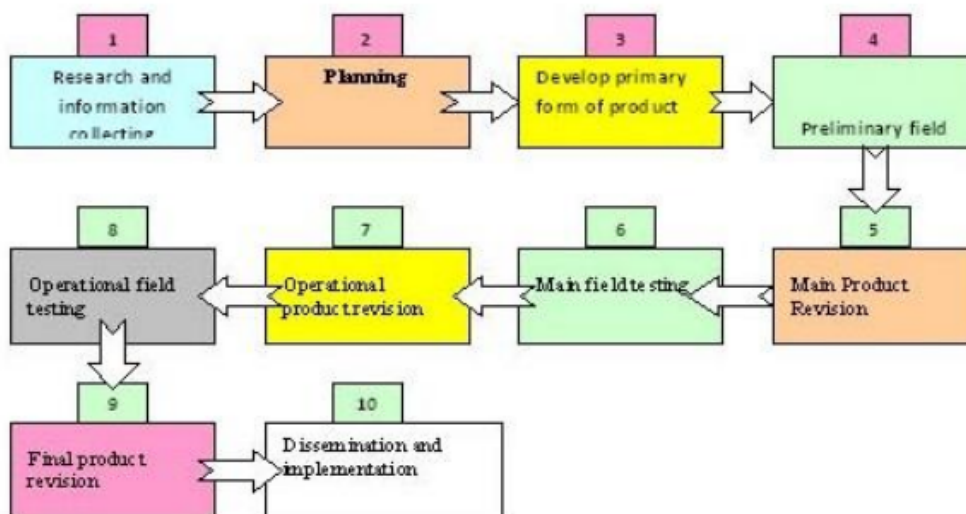 1
Research and
information
collecting
2
Planning
3
Develop primary
form of product
4
Preliminary field
5
Main Product
Revision
6
Main field testing
7
Operational
product revision
8
Operational field
testing
9
Final product
revision
10
Dissemination and
implementation